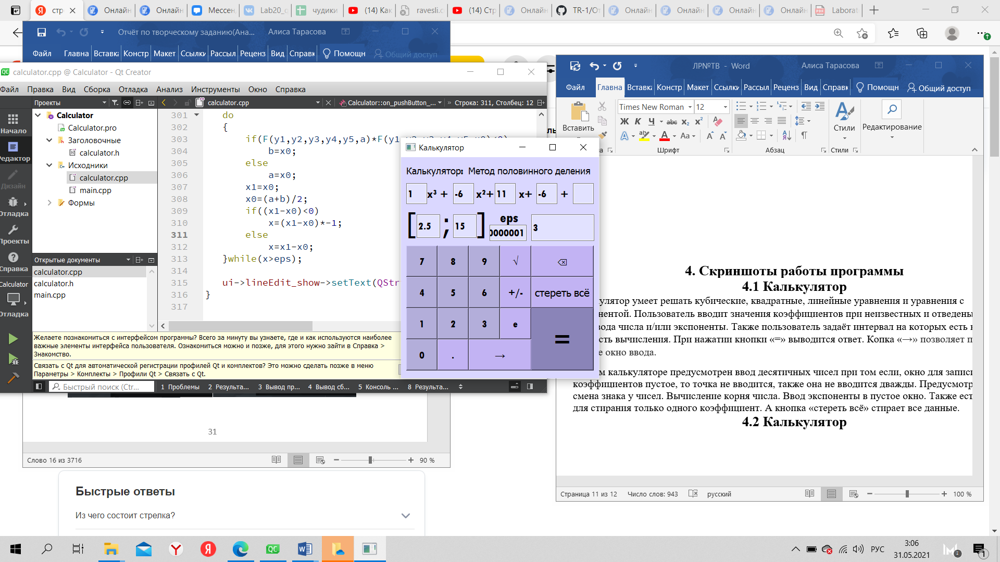 стр
Онлайн
Онлайн
Мессен
Lab20_
чудики
(14) Как
ravesli.c
(14) Стр
Онлайн
TR-1/От
Онлайн
Онлайн
Онлайн
Онлайн
Laborat
Отчёт по творческому заданию(Ана...
Алиса Тарасова
Файл Главна Вставка Констр Макет Ссылки Рассыл Реценз Вид Справк Помощн Общий доступ
calculator.cpp @ Calculator - Qt Creator
Файл Правка Вид Сборка Отладка Анализ Инструменты Окно Справка
Проекты
calculator.cpp
Calculator::on_pushButton_...
» Строка: 311, Столбец: 12
Начало
Редактор
Дизайн
Отладка
Проекты
Справка
Calculator
Отладка
Calculator
Calculator.pro
Заголовочные
calculator.h
Исходники
calculator.cpp
main.cpp
Формы
Открытые документы
calculator.cpp
calculator.h
main.cpp
301 do
302 {
303 if(F(y1,y2,y3,y4,y5,a)*F(y1,y2,y3,y4,y5,x0)<0)
304 b=x0;
305 else
306 a=x0;
307 x1=x0;
308 x0=(a+b)/2;
309 if((x1-x0)<0)
310 x=(x1-x0)*-1;
311 else
312 x=x1-x0;
313 }while(x>eps);
314
315 ui->lineEdit_show->setText(QStr
316 }
317
Желаете познакомиться с интерфейсом программы? Всего за минуту вы узнаете, где и как используются наиболее
важные элементы интерфейса пользователя. Ознакомиться можно и позже, для этого нужно зайти в Справка >
Знакомство.
Связать с Qt для автоматической регистрации профилей Qt и комплектов? Это можно сделать позже в меню
Параметры > Комплекты > Профили Qt > Связать с Qt.
Быстрый поиск (Ctr...
1 Проблемы 2 Результа... 3 Вывод пр... 4 Вывод сб... 5 Консоль ... 8 Результа...
Калькулятор
Калькулятор: Метод половинного деления
1 x³ + -6 x²+ 11 x+ -6 +
[ 2.5 ; 15 ] eps 0000001 3
7 8 9 √ ⌫
4 5 6 +/- стереть всё
1 2 3 e =
0 . →
ЛР№ТВ - Word
Алиса Тарасова
Файл Главна Вставка Констр Макет Ссылки Рассыл Реценз Вид Справк Помощн Общий доступ
Times New Roman 12
Вставить
Ж К Ч abc x₂ x²
Стили
Редактирование
Шрифт
Абзац
Стили
4. Скриншоты работы программы
4.1 Калькулятор
кулятор умеет решать кубические, квадратные, линейные уравнения и уравнения с
нентой. Пользователь вводит значения коэффициентов при неизвестных и отведены
вода числа и/или экспоненты. Также пользователь задаёт интервал на которых есть
сть вычисления. При нажатии кнопки «=» выводится ответ. Копка «→» позволяет п
е окно ввода.
м калькуляторе предусмотрен ввод десятичных чисел при том если, окно для записи
коэффициентов пустое, то точка не вводится, также она не вводится дважды. Предусмотр
смена знака у чисел. Вычисление корня числа. Ввод экспоненты в пустое окно. Также ест
для стирания только одного коэффициент. А кнопка «стереть всё» стирает все данные.
4.2 Калькулятор
31
Слово 16 из 3716
90 %
Страница 11 из 12 Число слов: 943 русский 100 %
Быстрые ответы
Из чего состоит стрелка?
РУС
3:06
31.05.2021
3
1